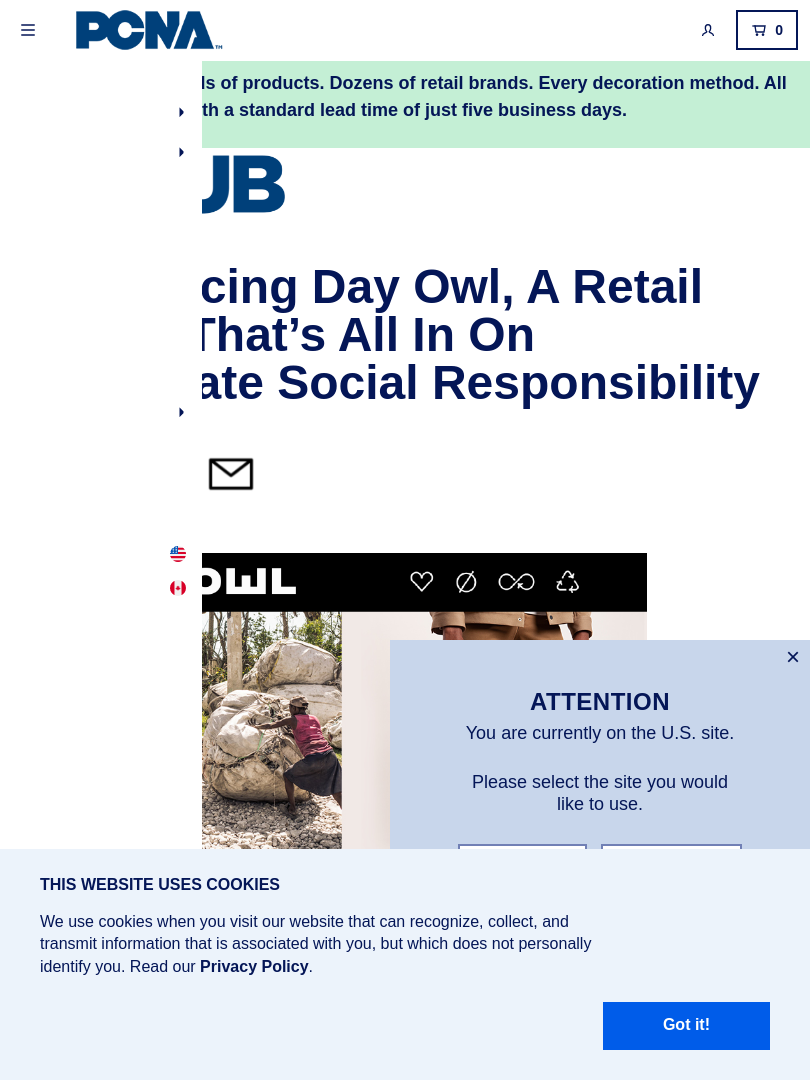 PCNA™
0
ls of products. Dozens of retail brands. Every decoration method. All
th a standard lead time of just five business days.
UB
cing Day Owl, A Retail
That’s All In On
ate Social Responsibility
OWL
×
ATTENTION
You are currently on the U.S. site.
Please select the site you would
like to use.
THIS WEBSITE USES COOKIES
We use cookies when you visit our website that can recognize, collect, and
transmit information that is associated with you, but which does not personally
identify you. Read our Privacy Policy.
Got it!